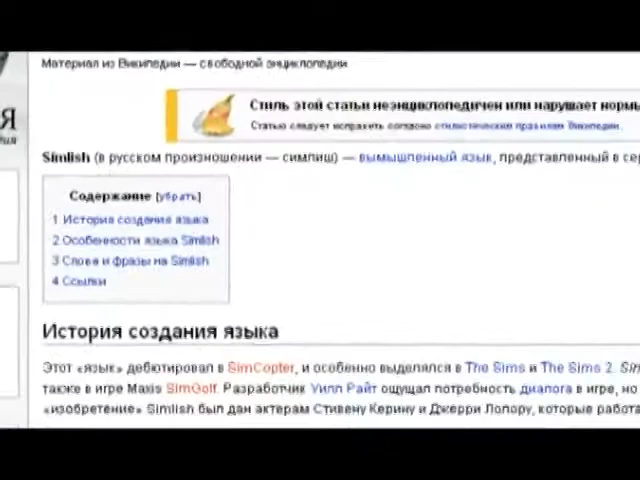 Материал из Википедии — свободной энциклопедии
Я
Стиль этой статьи неэнциклопедичен или нарушает
Статью следует исправить согласно стилистическим правилам Википедии.
Simlish (в русском произношении — симлиш) — вымышленный язык, представленный в
Содержание [убрать]
1 История создания языка
2 Особенности языка Simlish
3 Слова и фразы на Simlish
4 Ссылки
История создания языка
Этот «язык» дебютировал в SimCopter, и особенно выделялся в The Sims и The Sims 2. Sim
также в игре Maxis SimGolf. Разработчик Уилл Райт ощущал потребность диалога в игре, но
«изобретение» Simlish был дан актерам Стивену Керину и Джерри Лолору, которые